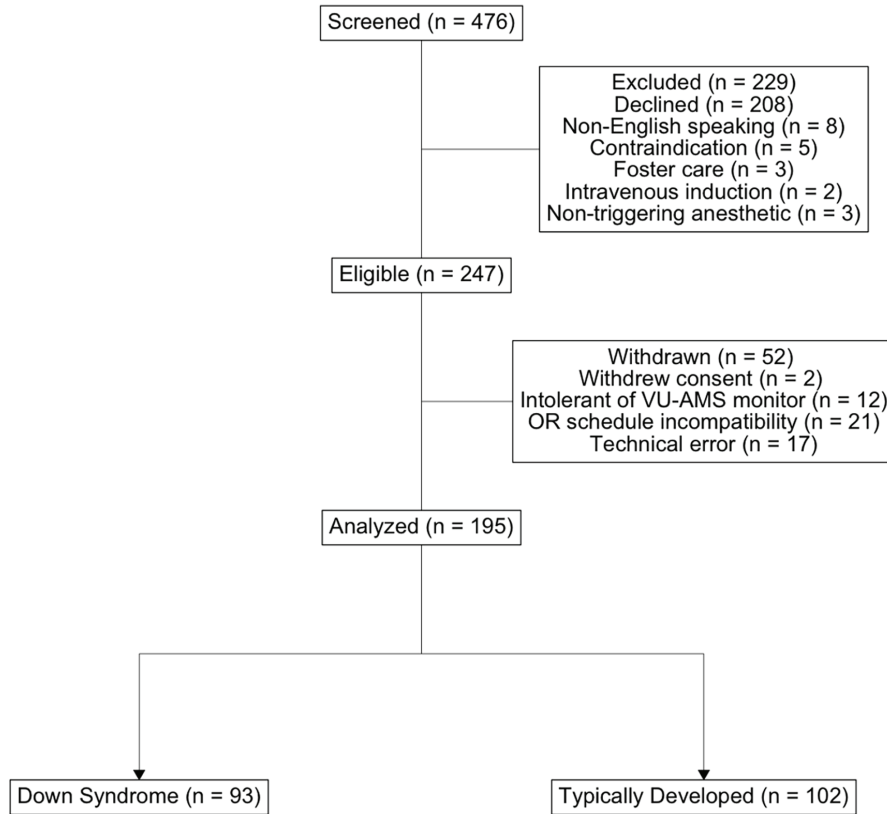 Screened (n = 476)
Excluded (n = 229)
Declined (n = 208)
Non-English speaking (n = 8)
Contraindication (n = 5)
Foster care (n = 3)
Intravenous induction (n = 2)
Non-triggering anesthetic (n = 3)
Eligible (n = 247)
Withdrawn (n = 52)
Withdrew consent (n = 2)
Intolerant of VU-AMS monitor (n = 12)
OR schedule incompatibility (n = 21)
Technical error (n = 17)
Analyzed (n = 195)
Down Syndrome (n = 93)
Typically Developed (n = 102)